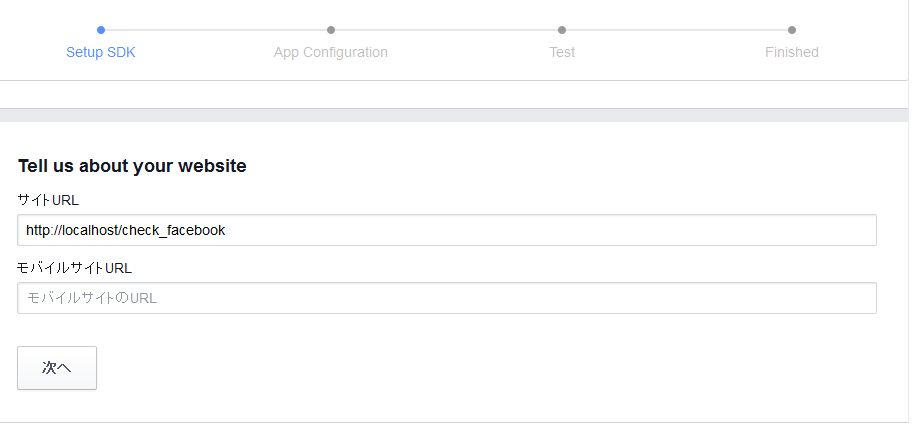 Setup SDK
App Configuration
Test
Finished
Tell us about your website
サイトURL
http://localhost/check_facebook
モバイルサイトURL
モバイルサイトのURL
次へ